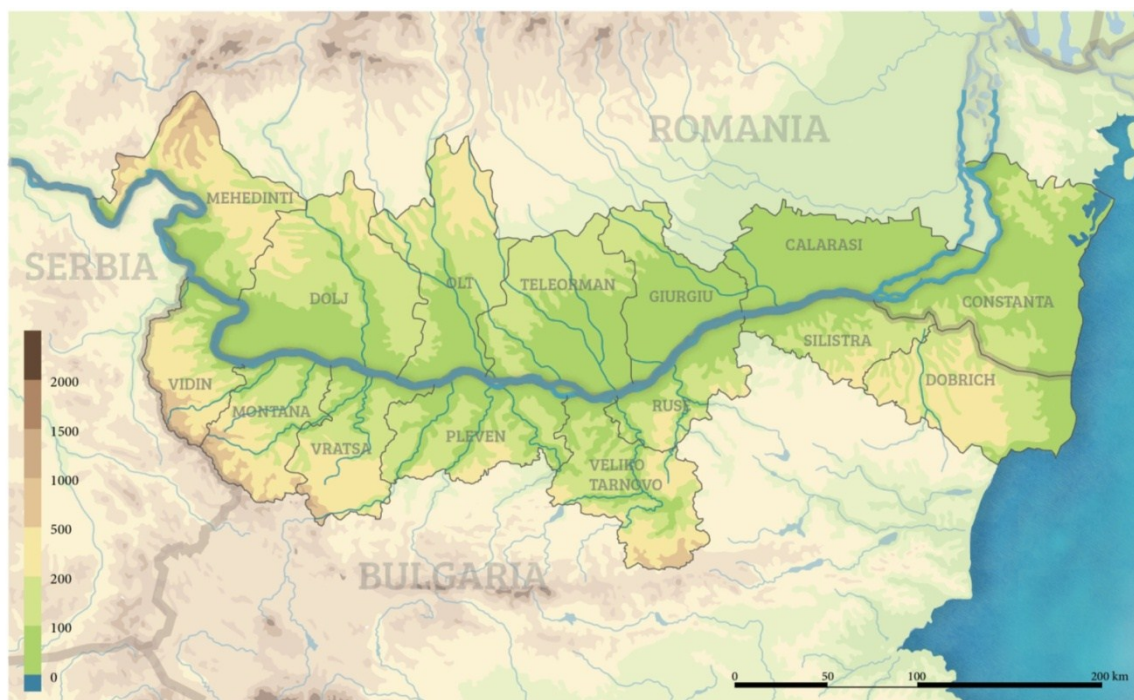 ROMANIA
MEHEDINTI
CALARASI
SERBIA
OLT
TELEORMAN
DOLJ
GIURGIU
CONSTANTA
SILISTRA
DOBRICH
VIDIN
2000
MONTANA
RUSE
1500
VRATSA
PLEVEN
VELIKO
TARNOVO
1000
500
BULGARIA
200
100
0
0 50 100 200 km